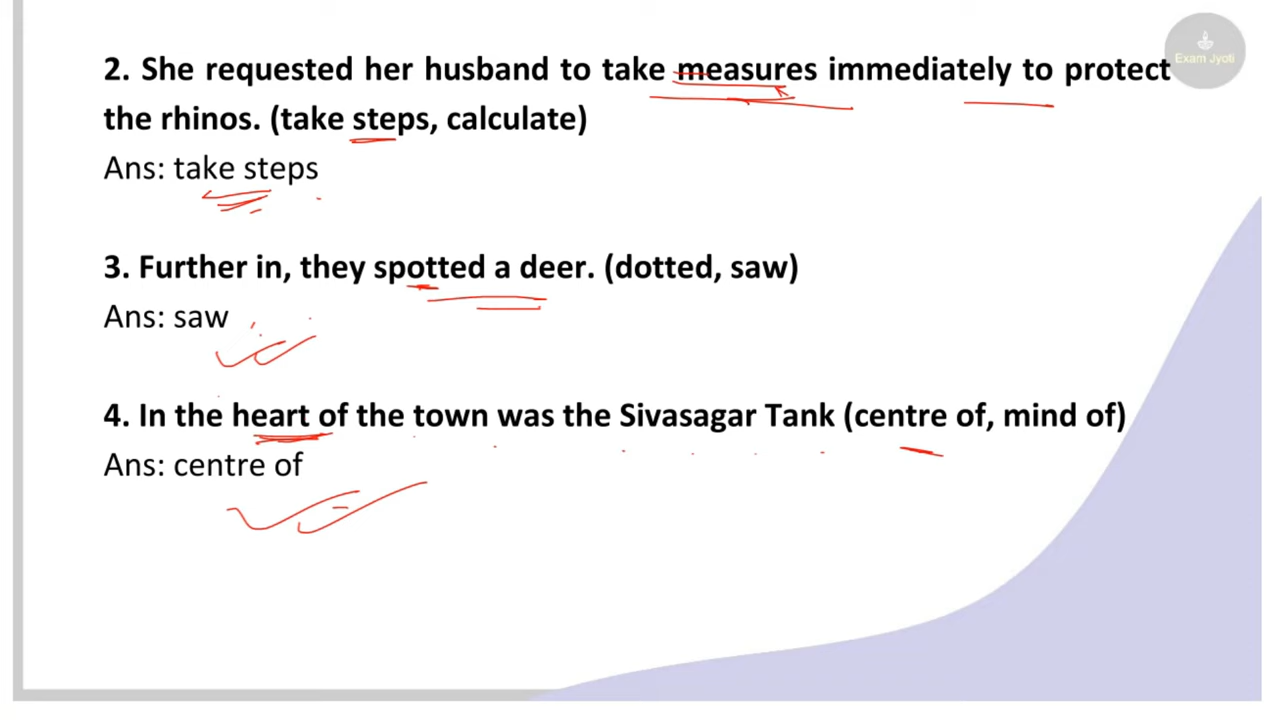 Exam Jyoti
2. She requested her husband to take measures immediately to protect
the rhinos. (take steps, calculate)
Ans: take steps
3. Further in, they spotted a deer. (dotted, saw)
Ans: saw
4. In the heart of the town was the Sivasagar Tank (centre of, mind of)
Ans: centre of